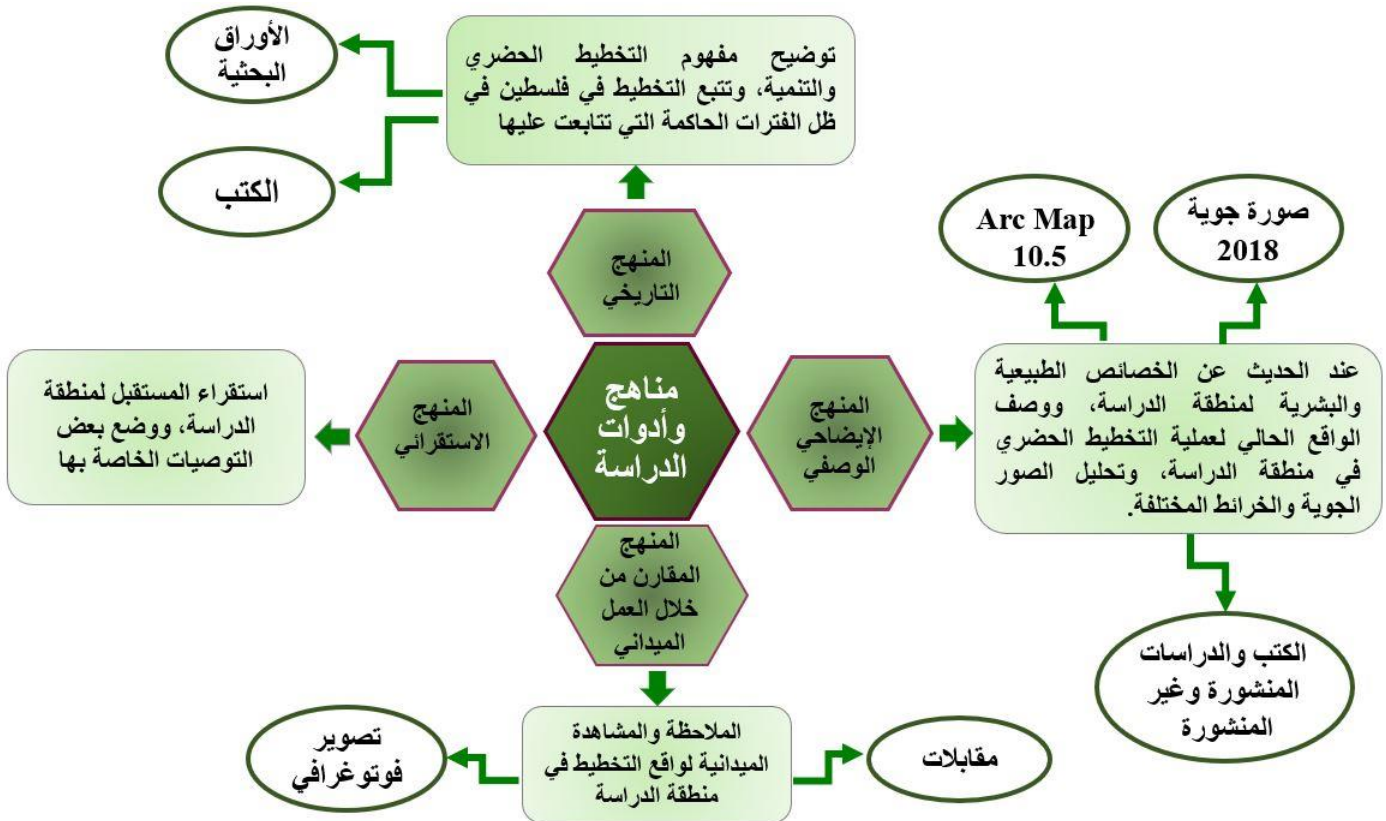 مناهج
وأدوات
الدراسة
المنهج
التاريخي
توضيح مفهوم التخطيط الحضري
والتنمية، وتتبع التخطيط في فلسطين في
ظل الفترات الحاكمة التي تتابعت عليها
الأوراق
البحثية
الكتب
المنهج
الإيضاحي
الوصفي
عند الحديث عن الخصائص الطبيعية
والبشرية لمنطقة الدراسة، ووصف
الواقع الحالي لعملية التخطيط الحضري
في منطقة الدراسة، وتحليل الصور
الجوية والخرائط المختلفة.
صورة جوية
2018
Arc Map
10.5
الكتب والدراسات
المنشورة وغير
المنشورة
المنهج
المقارن من
خلال العمل
الميداني
الملاحظة والمشاهدة
الميدانية لواقع التخطيط في
منطقة الدراسة
مقابلات
تصوير
فوتوغرافي
المنهج
الاستقرائي
استقراء المستقبل لمنطقة
الدراسة، ووضع بعض
التوصيات الخاصة بها